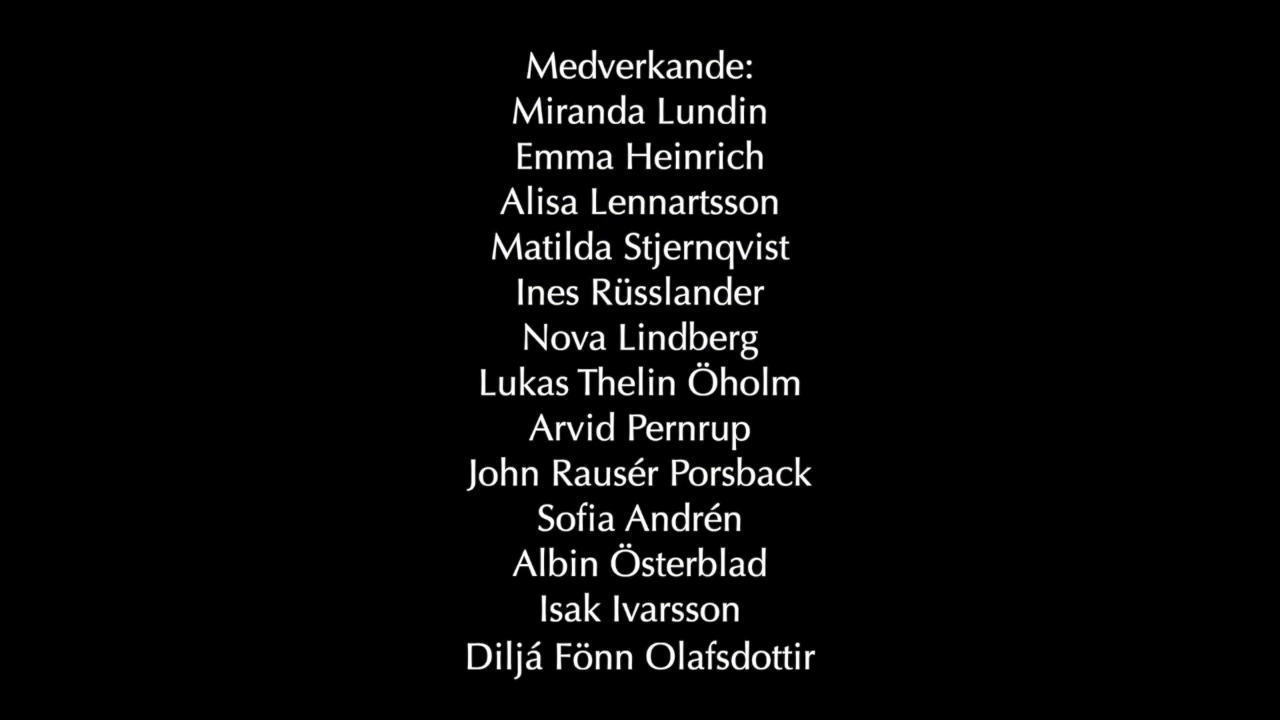 Medverkande:
Miranda Lundin
Emma Heinrich
Alisa Lennartsson
Matilda Stjernqvist
Ines Rüsslander
Nova Lindberg
Lukas Thelin Öholm
Arvid Pernrup
John Rausér Porsback
Sofia Andrén
Albin Österblad
Isak Ivarsson
Diljá Fönn Olafsdottir